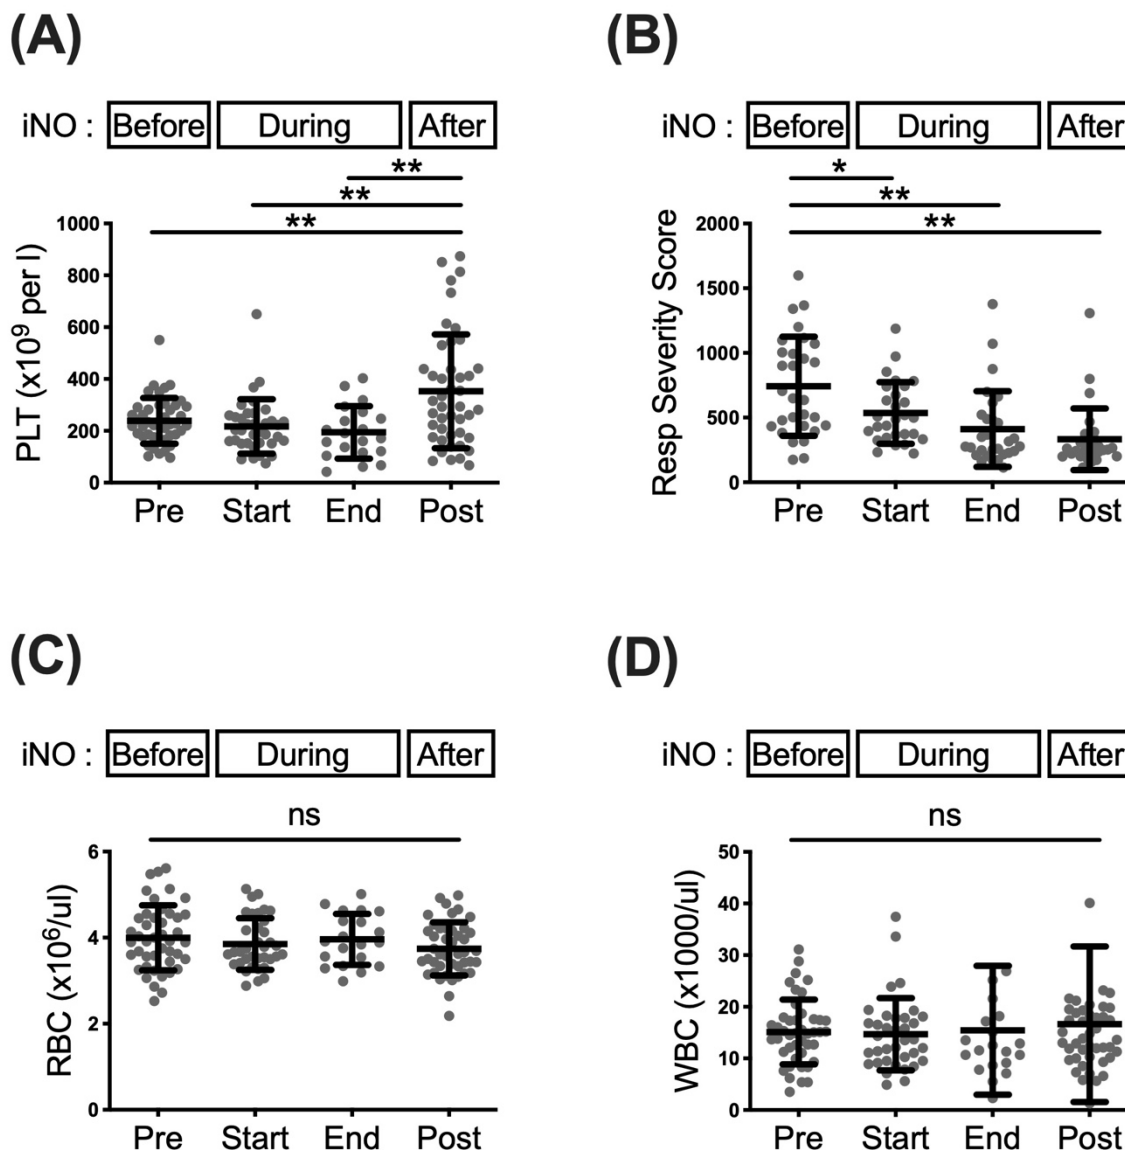 (A)
iNO : Before During After
**
**
**
PLT (x10⁹ per l)
1000
800
600
400
200
0
Pre Start End Post
(B)
iNO : Before During After
*
**
**
Resp Severity Score
2000
1500
1000
500
0
Pre Start End Post
(C)
iNO : Before During After
ns
RBC (x10⁶/ul)
6
4
2
0
Pre Start End Post
(D)
iNO : Before During After
ns
WBC (x1000/ul)
50
40
30
20
10
0
Pre Start End Post